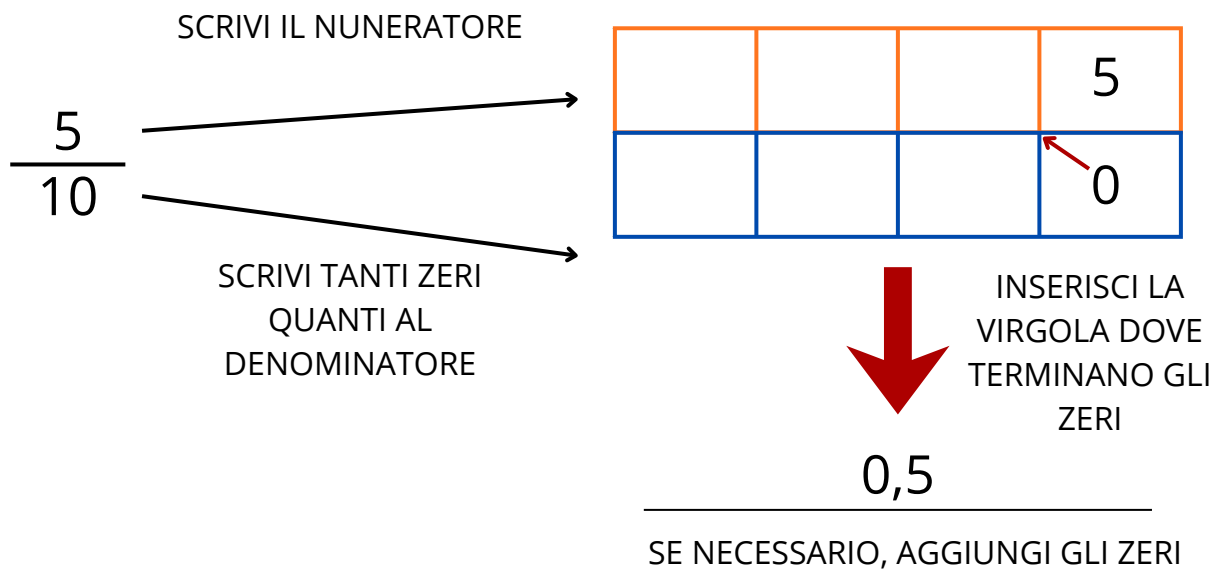 SCRIVI IL NUNERATORE
5
10
5
0
SCRIVI TANTI ZERI
QUANTI AL
DENOMINATORE
INSERISCI LA
VIRGOLA DOVE
TERMINANO GLI
ZERI
0,5
SE NECESSARIO, AGGIUNGI GLI ZERI